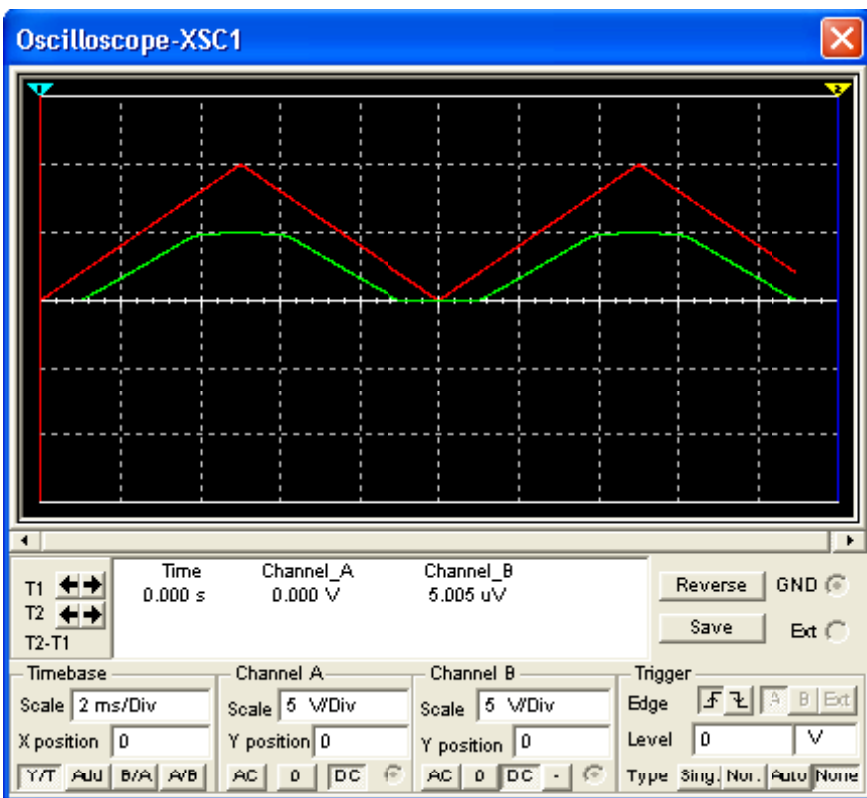 Oscilloscope-XSC1
1 2
Time Channel_A Channel_B
T1 0.000 s 0.000 V 5.005 uV
T2
T2-T1
Reverse GND
Save Ext
Timebase Channel A Channel B Trigger
Scale 2 ms/Div Scale 5 V/Div Scale 5 V/Div Edge A B Ext
X position 0 Y position 0 Y position 0 Level 0 V
Y/T Add B/A A/B AC 0 DC AC 0 DC - Type Sing. Nor. Auto None